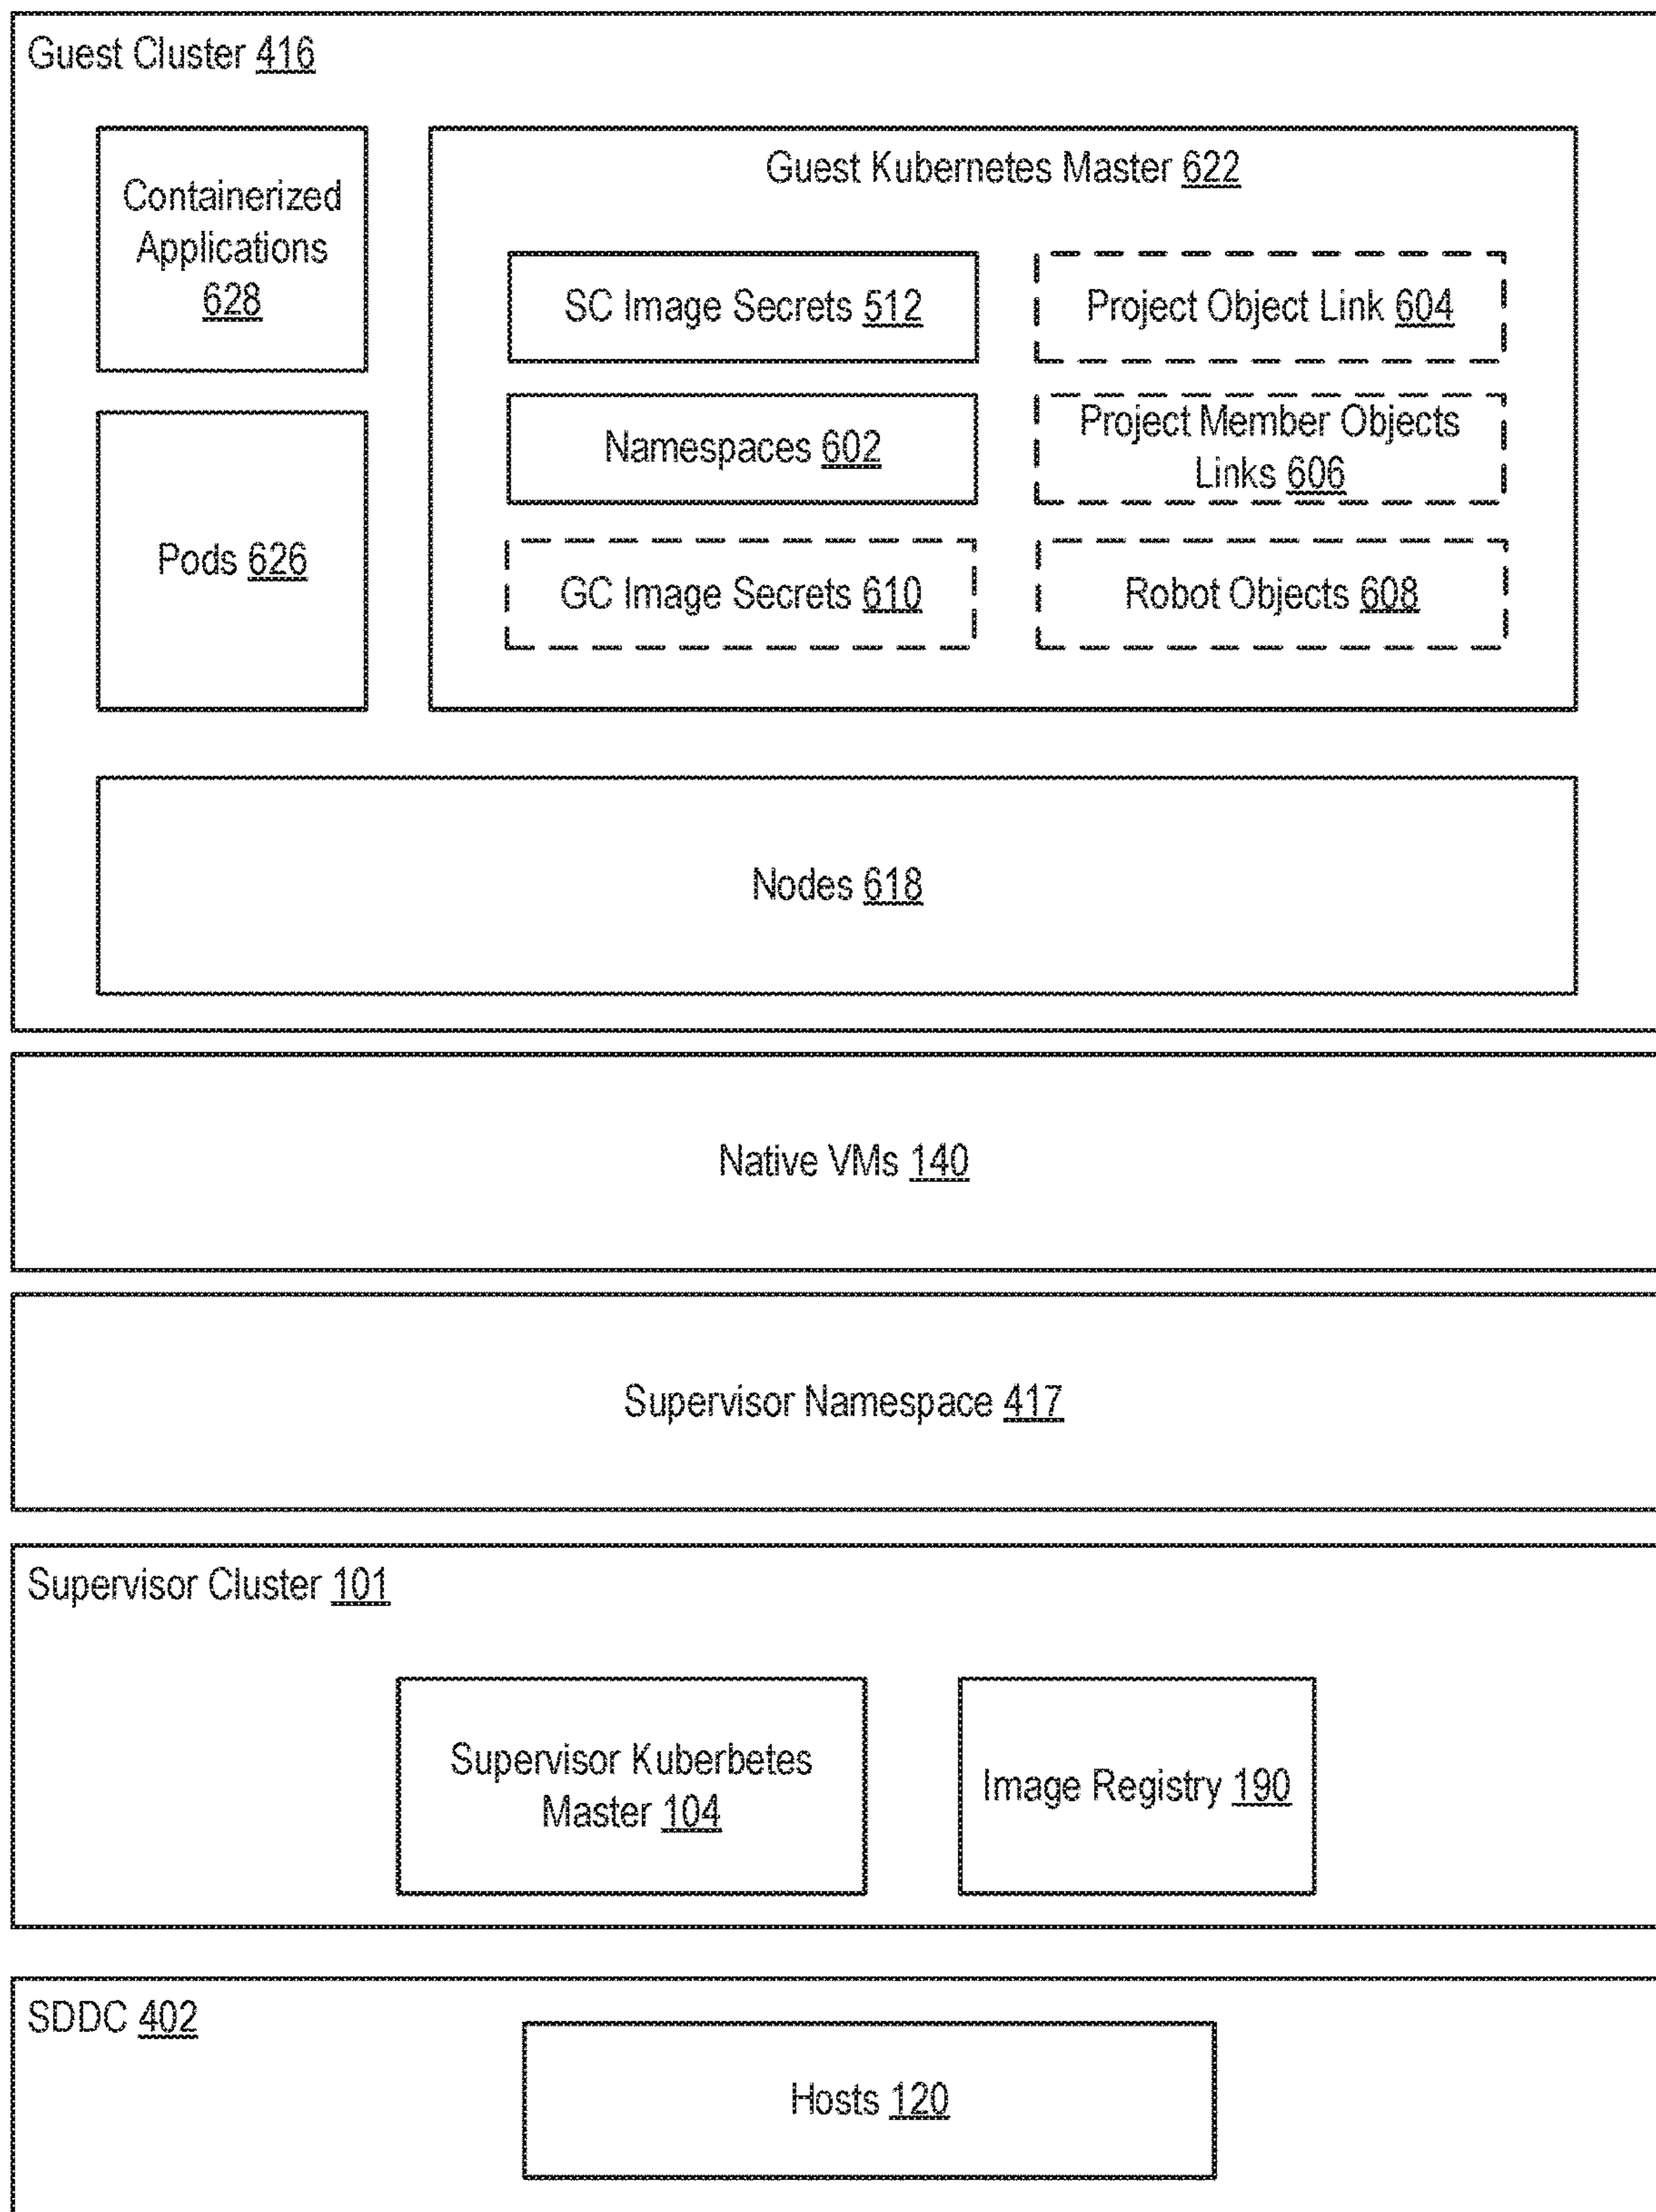 Guest Cluster 416
Containerized
Applications
628
Guest Kubernetes Master 622
SC Image Secrets 512
Project Object Link 604
Namespaces 602
Project Member Objects
Links 606
Pods 626
GC Image Secrets 610
Robot Objects 608
Nodes 618
Native VMs 140
Supervisor Namespace 417
Supervisor Cluster 101
Supervisor Kuberbetes
Master 104
Image Registry 190
SDDC 402
Hosts 120